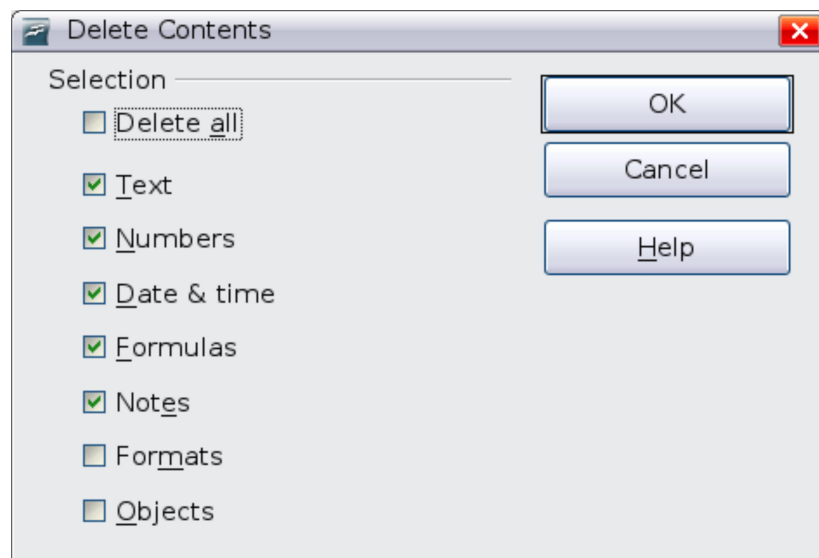 Delete Contents
Selection
Delete all
Text
Numbers
Date & time
Formulas
Notes
Formats
Objects
OK
Cancel
Help